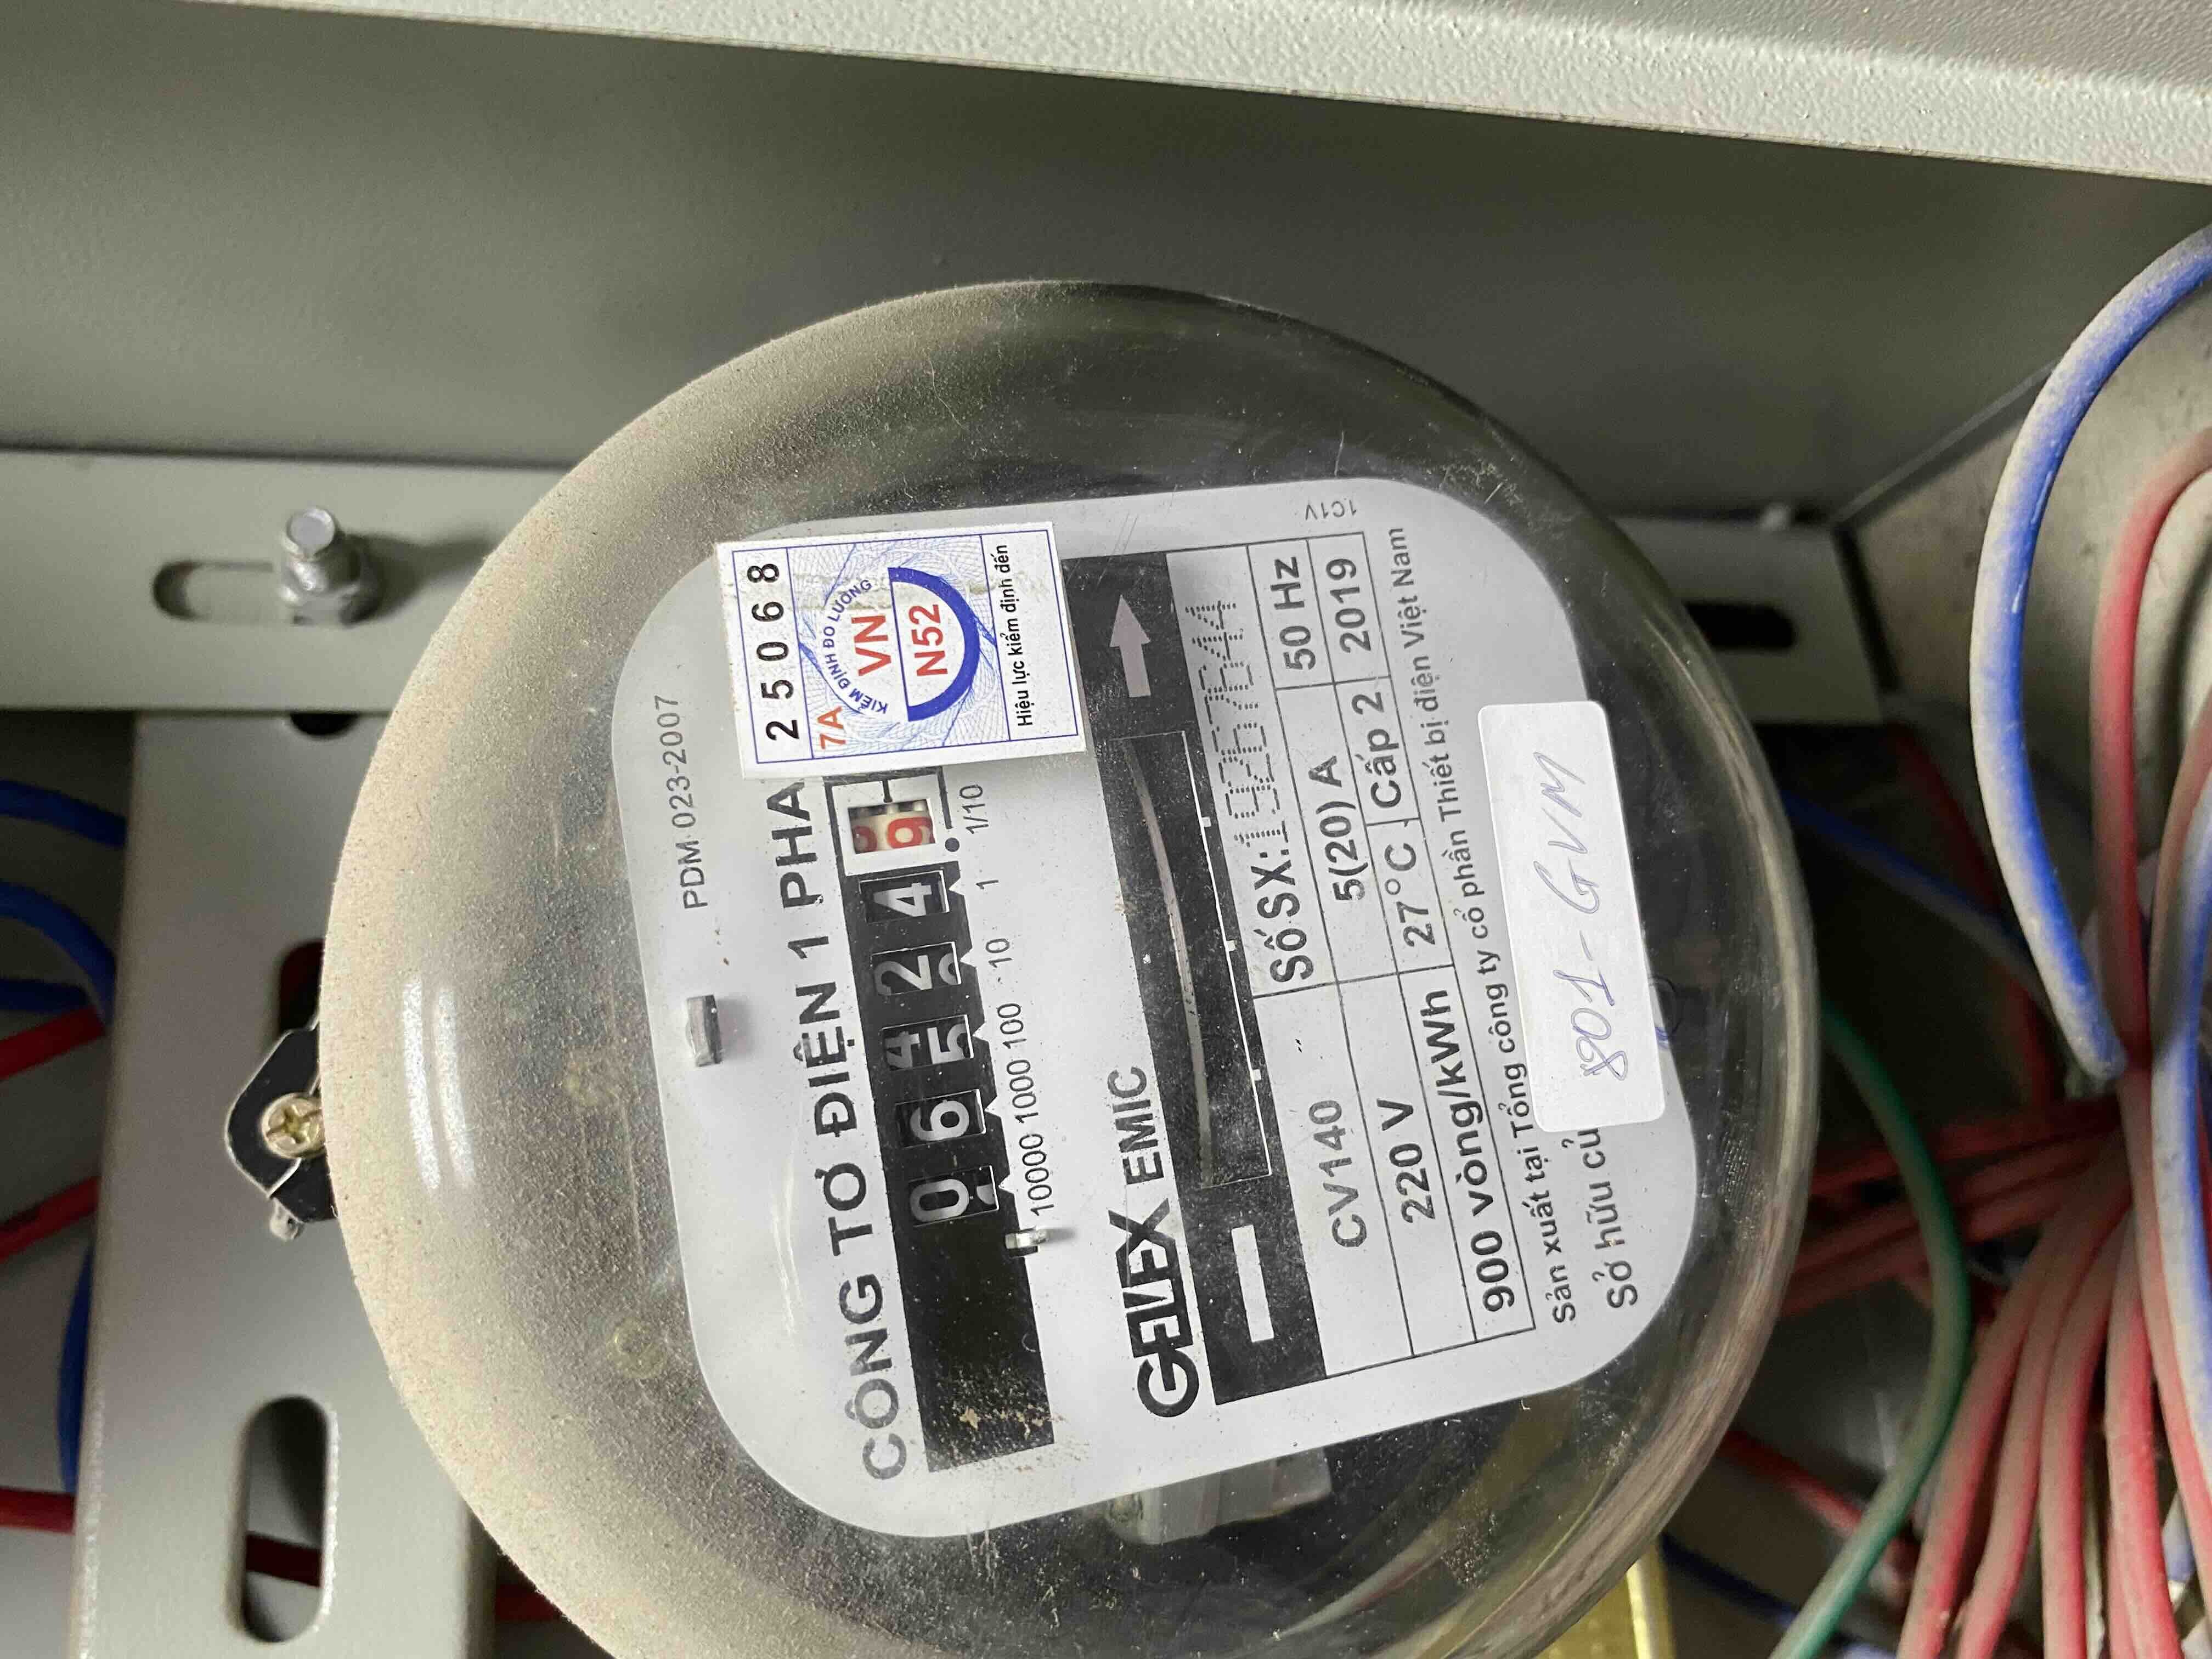 PDM 023-2007
2 5 0 6 8
7A
KIỂM ĐỊNH ĐO LƯỜNG
VN
N52
Hiệu lực kiểm định đến
CÔNG TƠ ĐIỆN 1 PHA
0 6 5 2 4 9
10000 1000 100 10 1 1/10
GELEX EMIC
Số SX: 19267644
CV140 5(20) A 50 Hz
220 V 27°C Cấp 2 2019
900 vòng/kWh
1C1V
Sản xuất tại Tổng công ty cổ phần Thiết bị điện Việt Nam
Sở hữu củ
801-GVM